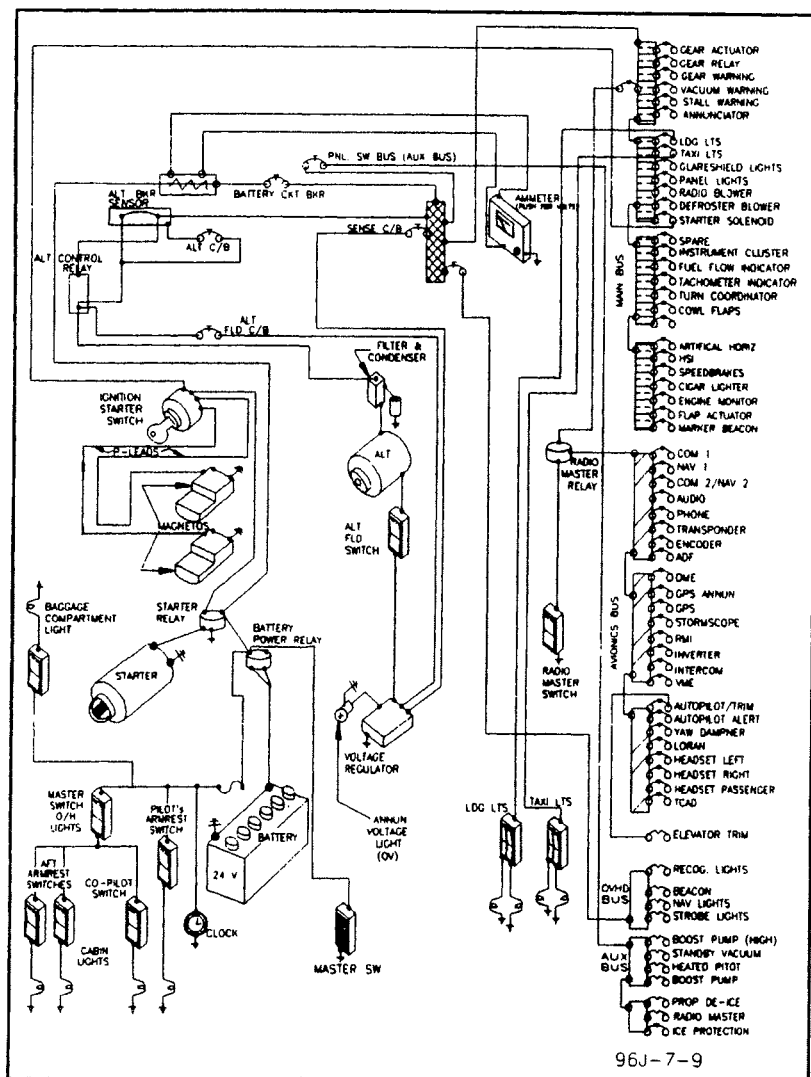 GEAR ACTUATOR
GEAR RELAY
GEAR WARNING
VACUUM WARNING
STALL WARNING
ANNUNCIATOR
LDG LTS
TAXI LTS
GLARESHIELD LIGHTS
PANEL LIGHTS
RADIO BLOWER
DEFROSTER BLOWER
STARTER SOLENOID
MAIN BUS
SPARE
INSTRUMENT CLUSTER
FUEL FLOW INDICATOR
TACHOMETER INDICATOR
TURN COORDINATOR
COWL FLAPS
ARTIFICAL HORIZ
HSI
SPEEDBRAKES
CIGAR LIGHTER
ENGINE MONITOR
FLAP ACTUATOR
MARKER BEACON
PNL. SW BUS (AUX BUS)
ALT BKR
SENSOR
BATTERY CKT BKR
AMMETER
(PUSH FOR VOLTS)
SENSE C/B
ALT C/B
ALT CONTROL
RELAY
ALT
FLD C/B
FILTER &
CONDENSER
IGNITION
STARTER
SWITCH
P-LEADS
ALT
MAGNETOS
ALT
FLD
SWITCH
RADIO
MASTER
RELAY
COM 1
NAV 1
COM 2/NAV 2
AUDIO
PHONE
TRANSPONDER
ENCODER
ADF
AVIONICS BUS
DME
GPS ANNUN
GPS
STORMSCOPE
RMI
INVERTER
INTERCOM
VME
AUTOPILOT/TRIM
AUTOPILOT ALERT
YAW DAMPNER
LORAN
HEADSET LEFT
HEADSET RIGHT
HEADSET PASSENGER
TCAD
ELEVATOR TRIM
BAGGAGE
COMPARTMENT
LIGHT
STARTER
RELAY
BATTERY
POWER RELAY
STARTER
RADIO
MASTER
SWITCH
VOLTAGE
REGULATOR
MASTER
SWITCH
O/H
LIGHTS
PILOT's
ARMREST
SWITCH
BATTERY
24 V
ANNUN
VOLTAGE
LIGHT
(OV)
LDG LTS
TAXI LTS
AFT
ARMREST
SWITCHES
CO-PILOT
SWITCH
CABIN
LIGHTS
CLOCK
MASTER SW
OVHD
BUS
RECOG. LIGHTS
BEACON
NAV LIGHTS
STROBE LIGHTS
AUX
BUS
BOOST PUMP (HIGH)
STANDBY VACUUM
HEATED PITOT
BOOST PUMP
PROP DE-ICE
RADIO MASTER
ICE PROTECTION
96J-7-9